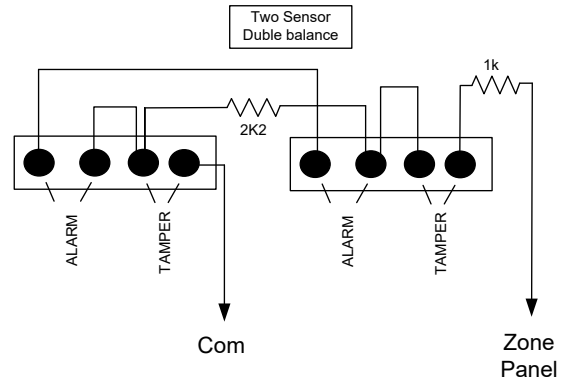 Two Sensor
Duble balance
1k
2K2
ALARM
TAMPER
ALARM
TAMPER
Com
Zone
Panel